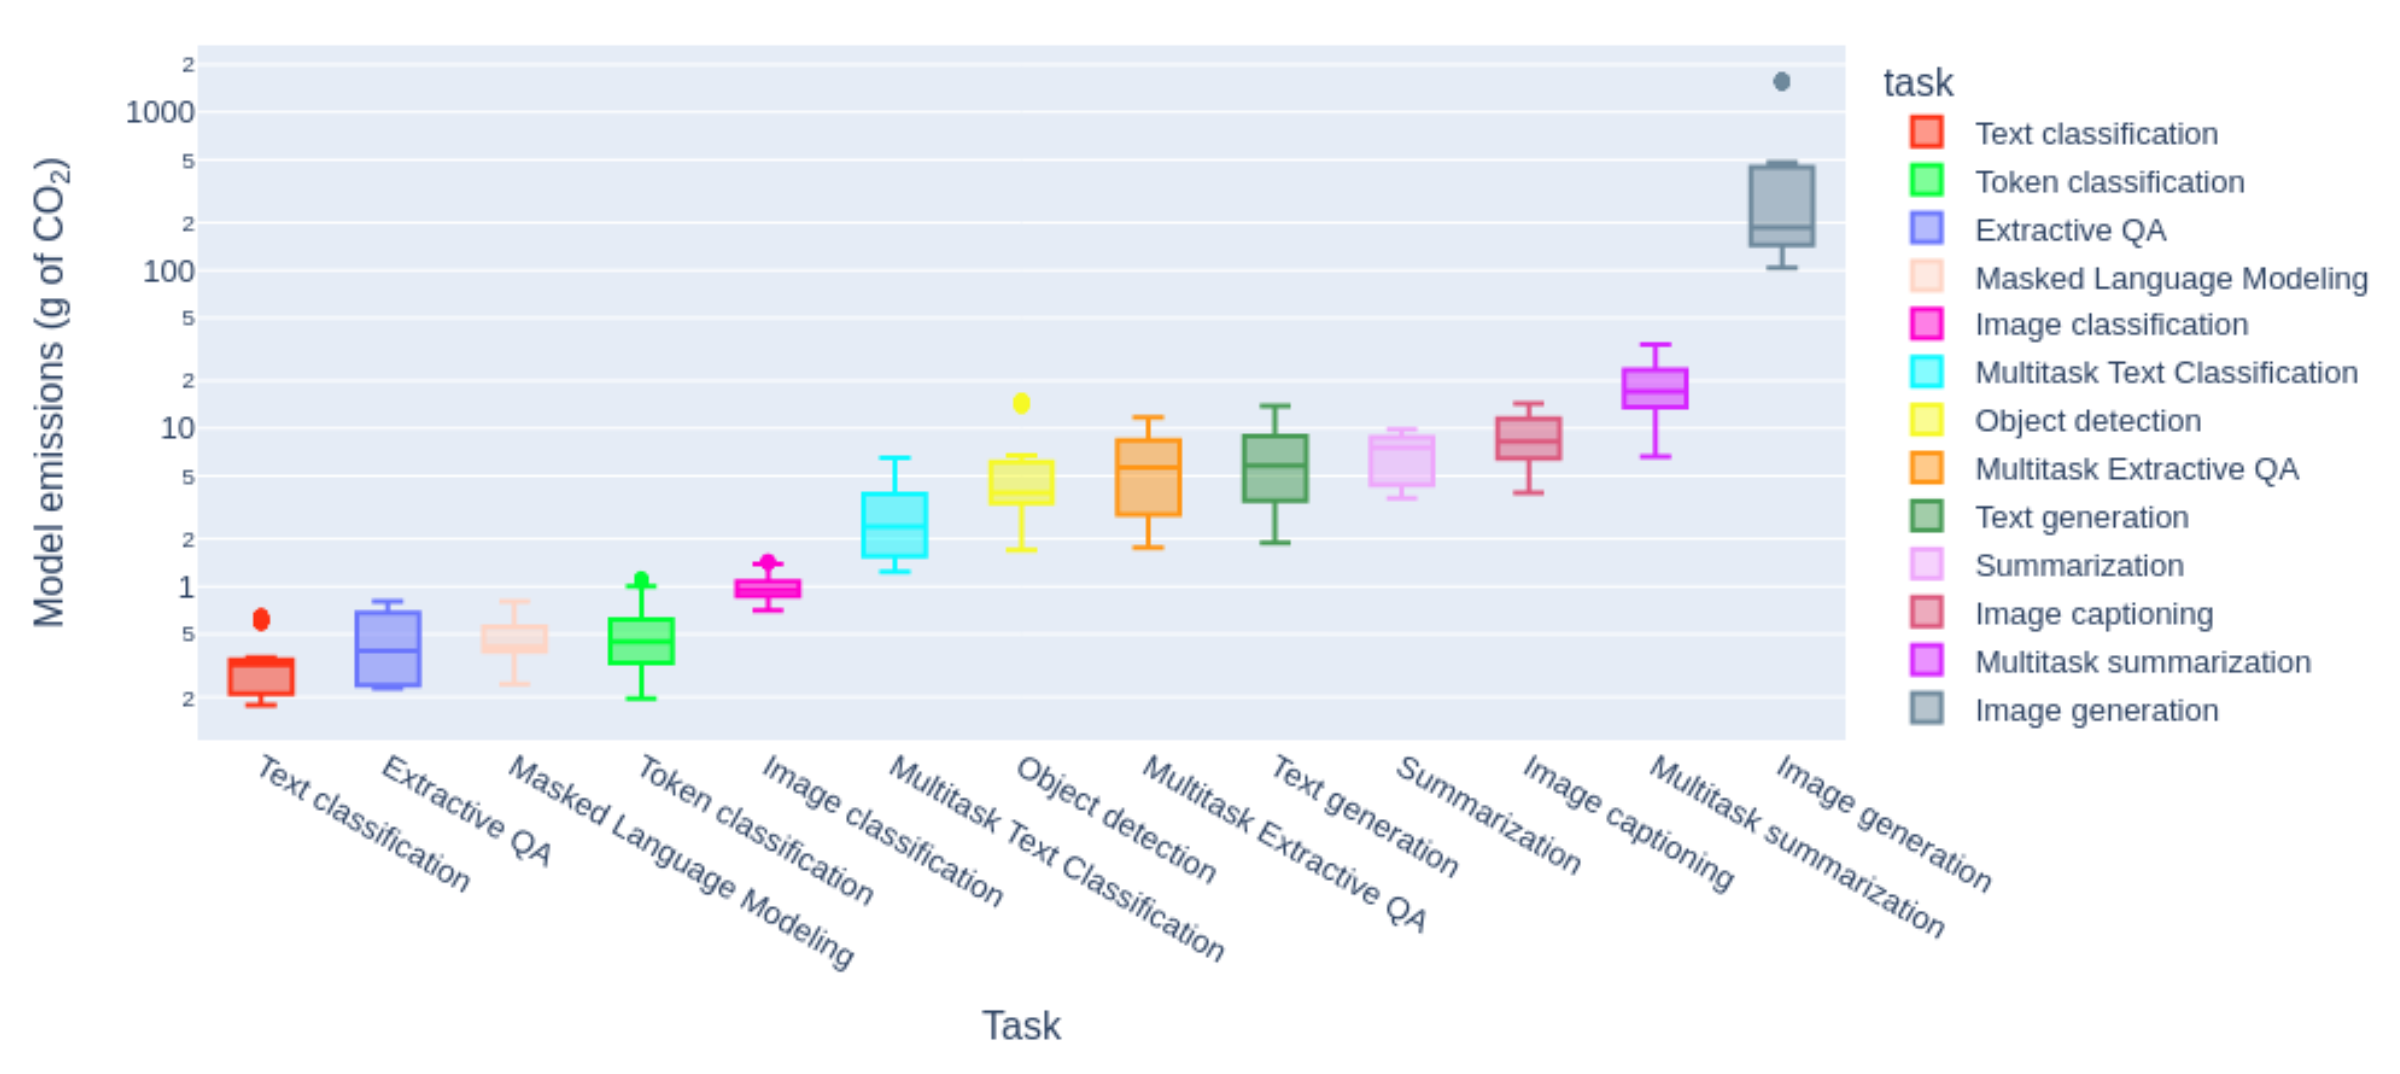 Model emissions (g of CO2)
2
1000
5
2
100
5
2
10
5
2
1
5
2
Text classification
Extractive QA
Masked Language Modeling
Token classification
Image classification
Multitask Text Classification
Object detection
Multitask Extractive QA
Text generation
Summarization
Image captioning
Multitask summarization
Image generation
Task
task
Text classification
Token classification
Extractive QA
Masked Language Modeling
Image classification
Multitask Text Classification
Object detection
Multitask Extractive QA
Text generation
Summarization
Image captioning
Multitask summarization
Image generation